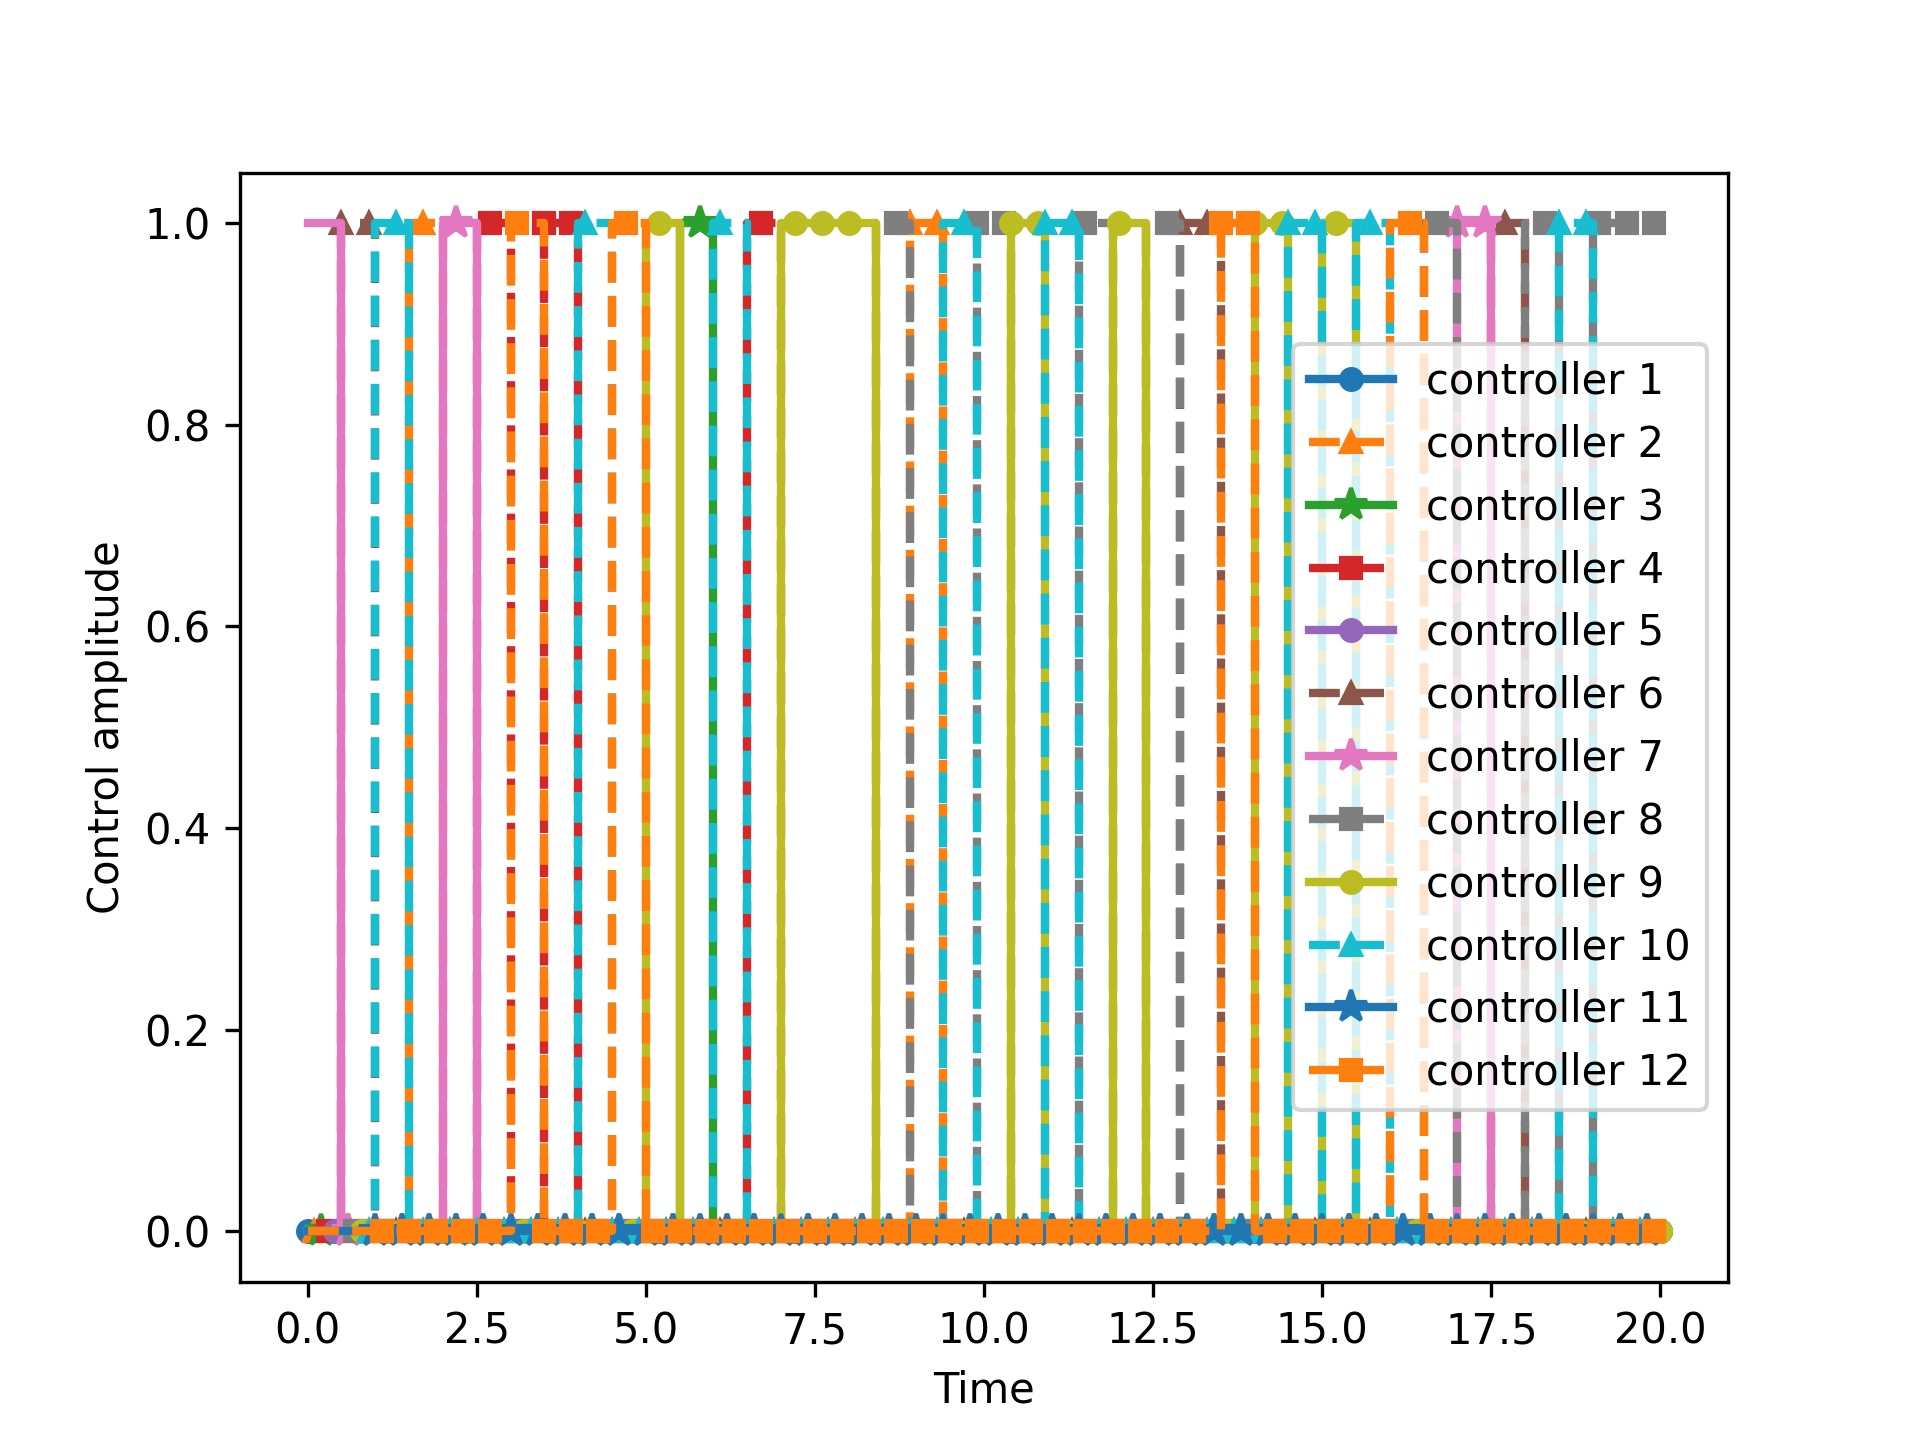 1.0
0.8
0.6
0.4
0.2
0.0
Control amplitude
0.0 2.5 5.0 7.5 10.0 12.5 15.0 17.5 20.0
Time
controller 1
controller 2
controller 3
controller 4
controller 5
controller 6
controller 7
controller 8
controller 9
controller 10
controller 11
controller 12